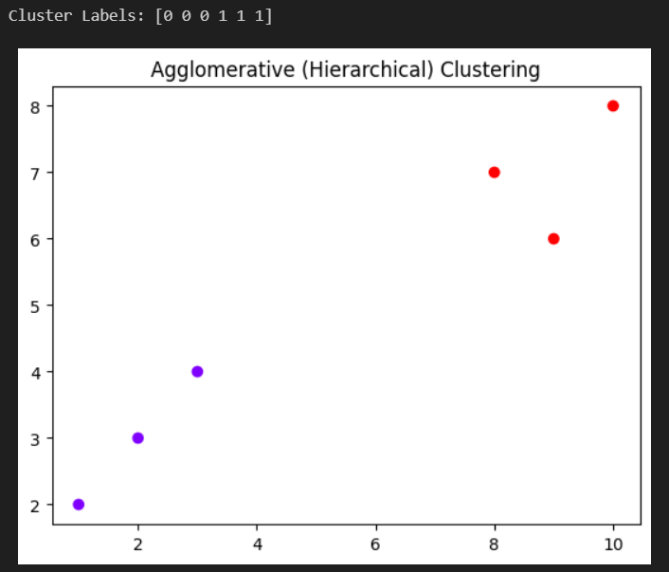 Cluster Labels: [0 0 0 1 1 1]
Agglomerative (Hierarchical) Clustering
8
7
6
5
4
3
2
2 4 6 8 10